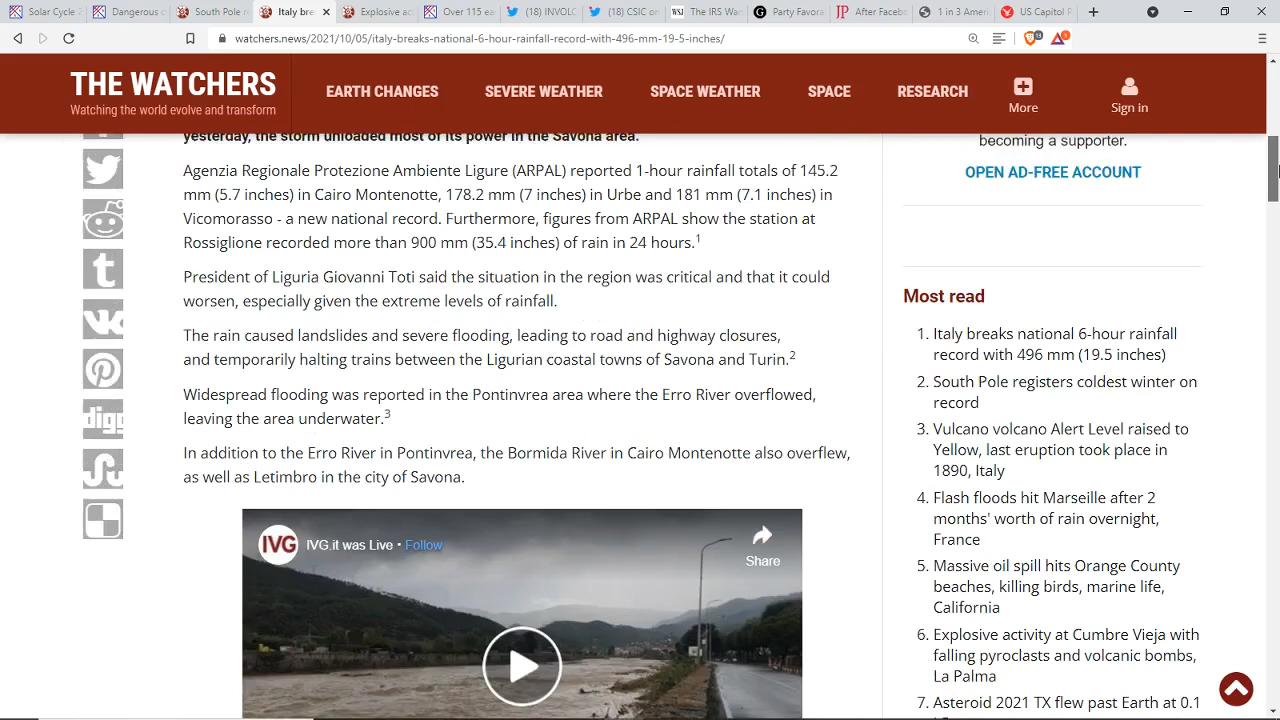 Solar Cycle
Dangerous c
South Pole re
Italy brea
Explosive ac
Over 115 ea
(18) INVOLC
(18) CSIC on
The IRS Wan
Party Favora
After Facebo
1 in 3 Ameri
US Capitol P
watchers.news/2021/10/05/italy-breaks-national-6-hour-rainfall-record-with-496-mm-19-5-inches/
THE WATCHERS
Watching the world evolve and transform
EARTH CHANGES
SEVERE WEATHER
SPACE WEATHER
SPACE
RESEARCH
More
Sign in
yesterday, the storm unloaded most of its power in the Savona area.
Agenzia Regionale Protezione Ambiente Ligure (ARPAL) reported 1-hour rainfall totals of 145.2
mm (5.7 inches) in Cairo Montenotte, 178.2 mm (7 inches) in Urbe and 181 mm (7.1 inches) in
Vicomorasso - a new national record. Furthermore, figures from ARPAL show the station at
Rossiglione recorded more than 900 mm (35.4 inches) of rain in 24 hours.1
President of Liguria Giovanni Toti said the situation in the region was critical and that it could
worsen, especially given the extreme levels of rainfall.
The rain caused landslides and severe flooding, leading to road and highway closures,
and temporarily halting trains between the Ligurian coastal towns of Savona and Turin.2
Widespread flooding was reported in the Pontinvrea area where the Erro River overflowed,
leaving the area underwater.3
In addition to the Erro River in Pontinvrea, the Bormida River in Cairo Montenotte also overflew,
as well as Letimbro in the city of Savona.
IVG
IVG.it was Live • Follow
Share
digg
becoming a supporter.
OPEN AD-FREE ACCOUNT
Most read
1. Italy breaks national 6-hour rainfall
record with 496 mm (19.5 inches)
2. South Pole registers coldest winter on
record
3. Vulcano volcano Alert Level raised to
Yellow, last eruption took place in
1890, Italy
4. Flash floods hit Marseille after 2
months' worth of rain overnight,
France
5. Massive oil spill hits Orange County
beaches, killing birds, marine life,
California
6. Explosive activity at Cumbre Vieja with
falling pyroclasts and volcanic bombs,
La Palma
7. Asteroid 2021 TX flew past Earth at 0.1